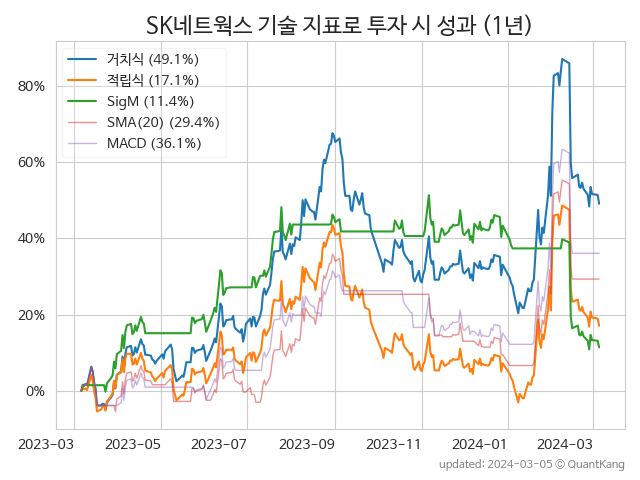 SK네트웍스 기술 지표로 투자 시 성과 (1년)
거치식 (49.1%)
적립식 (17.1%)
SigM (11.4%)
SMA(20) (29.4%)
MACD (36.1%)
80%
60%
40%
20%
0%
2023-03 2023-05 2023-07 2023-09 2023-11 2024-01 2024-03
updated: 2024-03-05 ⓒ QuantKang